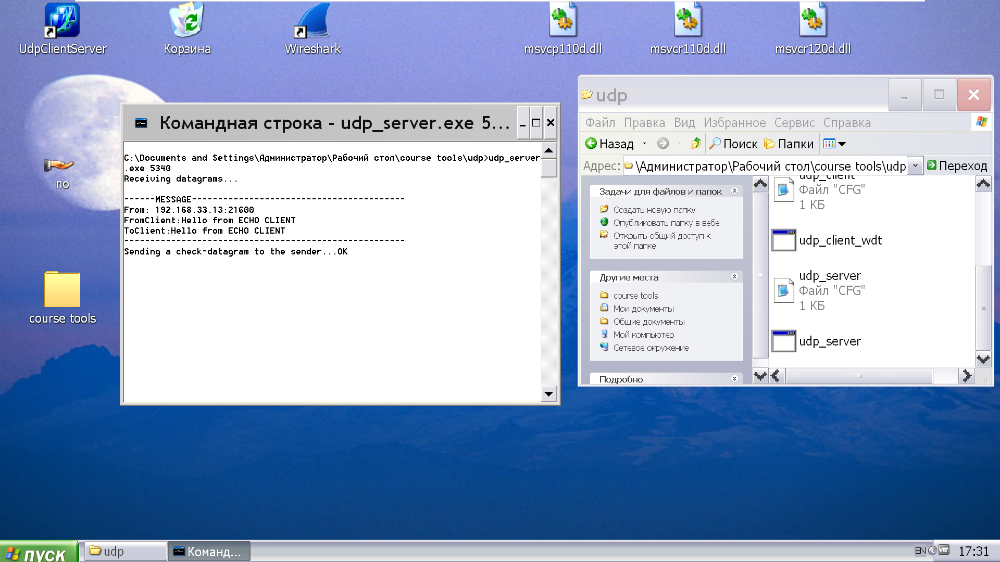 UdpClientServer
Корзина
Wireshark
msvcp110d.dll
msvcr110d.dll
msvcr120d.dll
no
course tools
Командная строка - udp_server.exe 5...
C:\Documents and Settings\Администратор\Рабочий стол\course tools\udp>udp_server
.exe 5340
Receiving datagrams...
------MESSAGE-----------------------------------------
From: 192.168.33.13:21600
FromClient:Hello from ECHO CLIENT
ToClient:Hello from ECHO CLIENT
------------------------------------------------------
Sending a check-datagram to the sender...OK
udp
Файл Правка Вид Избранное Сервис Справка
Назад Поиск Папки
Адрес: \Администратор\Рабочий стол\course tools\udp Переход
Задачи для файлов и папок
Создать новую папку
Опубликовать папку в вебе
Открыть общий доступ к
этой папке
Другие места
course tools
Мои документы
Общие документы
Мой компьютер
Сетевое окружение
Подробно
udp_client
Файл "CFG"
1 КБ
udp_client_wdt
udp_server
Файл "CFG"
1 КБ
udp_server
пуск
udp
Команд...
EN
vm
17:31